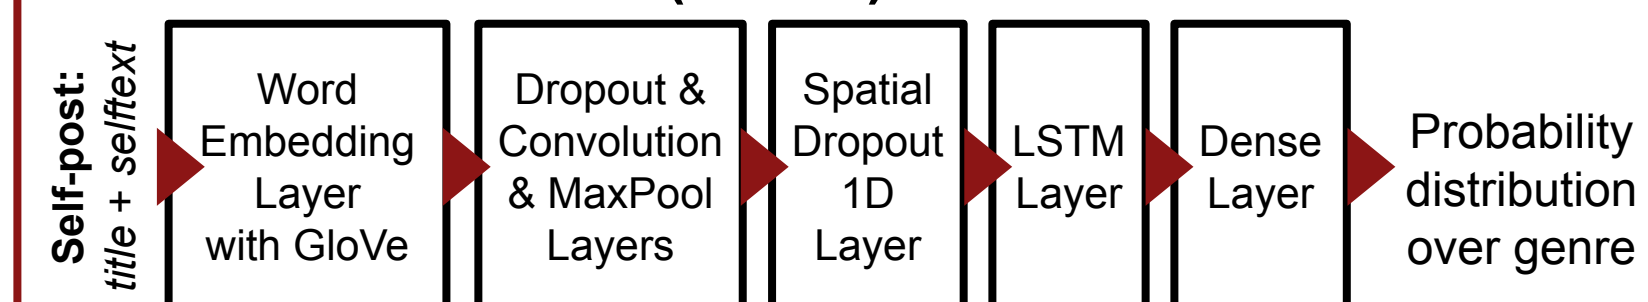 Self-post:
title + selftext
Word
Embedding
Layer
with GloVe
Dropout &
Convolution
& MaxPool
Layers
Spatial
Dropout
1D
Layer
LSTM
Layer
Dense
Layer
Probability
distribution
over genre